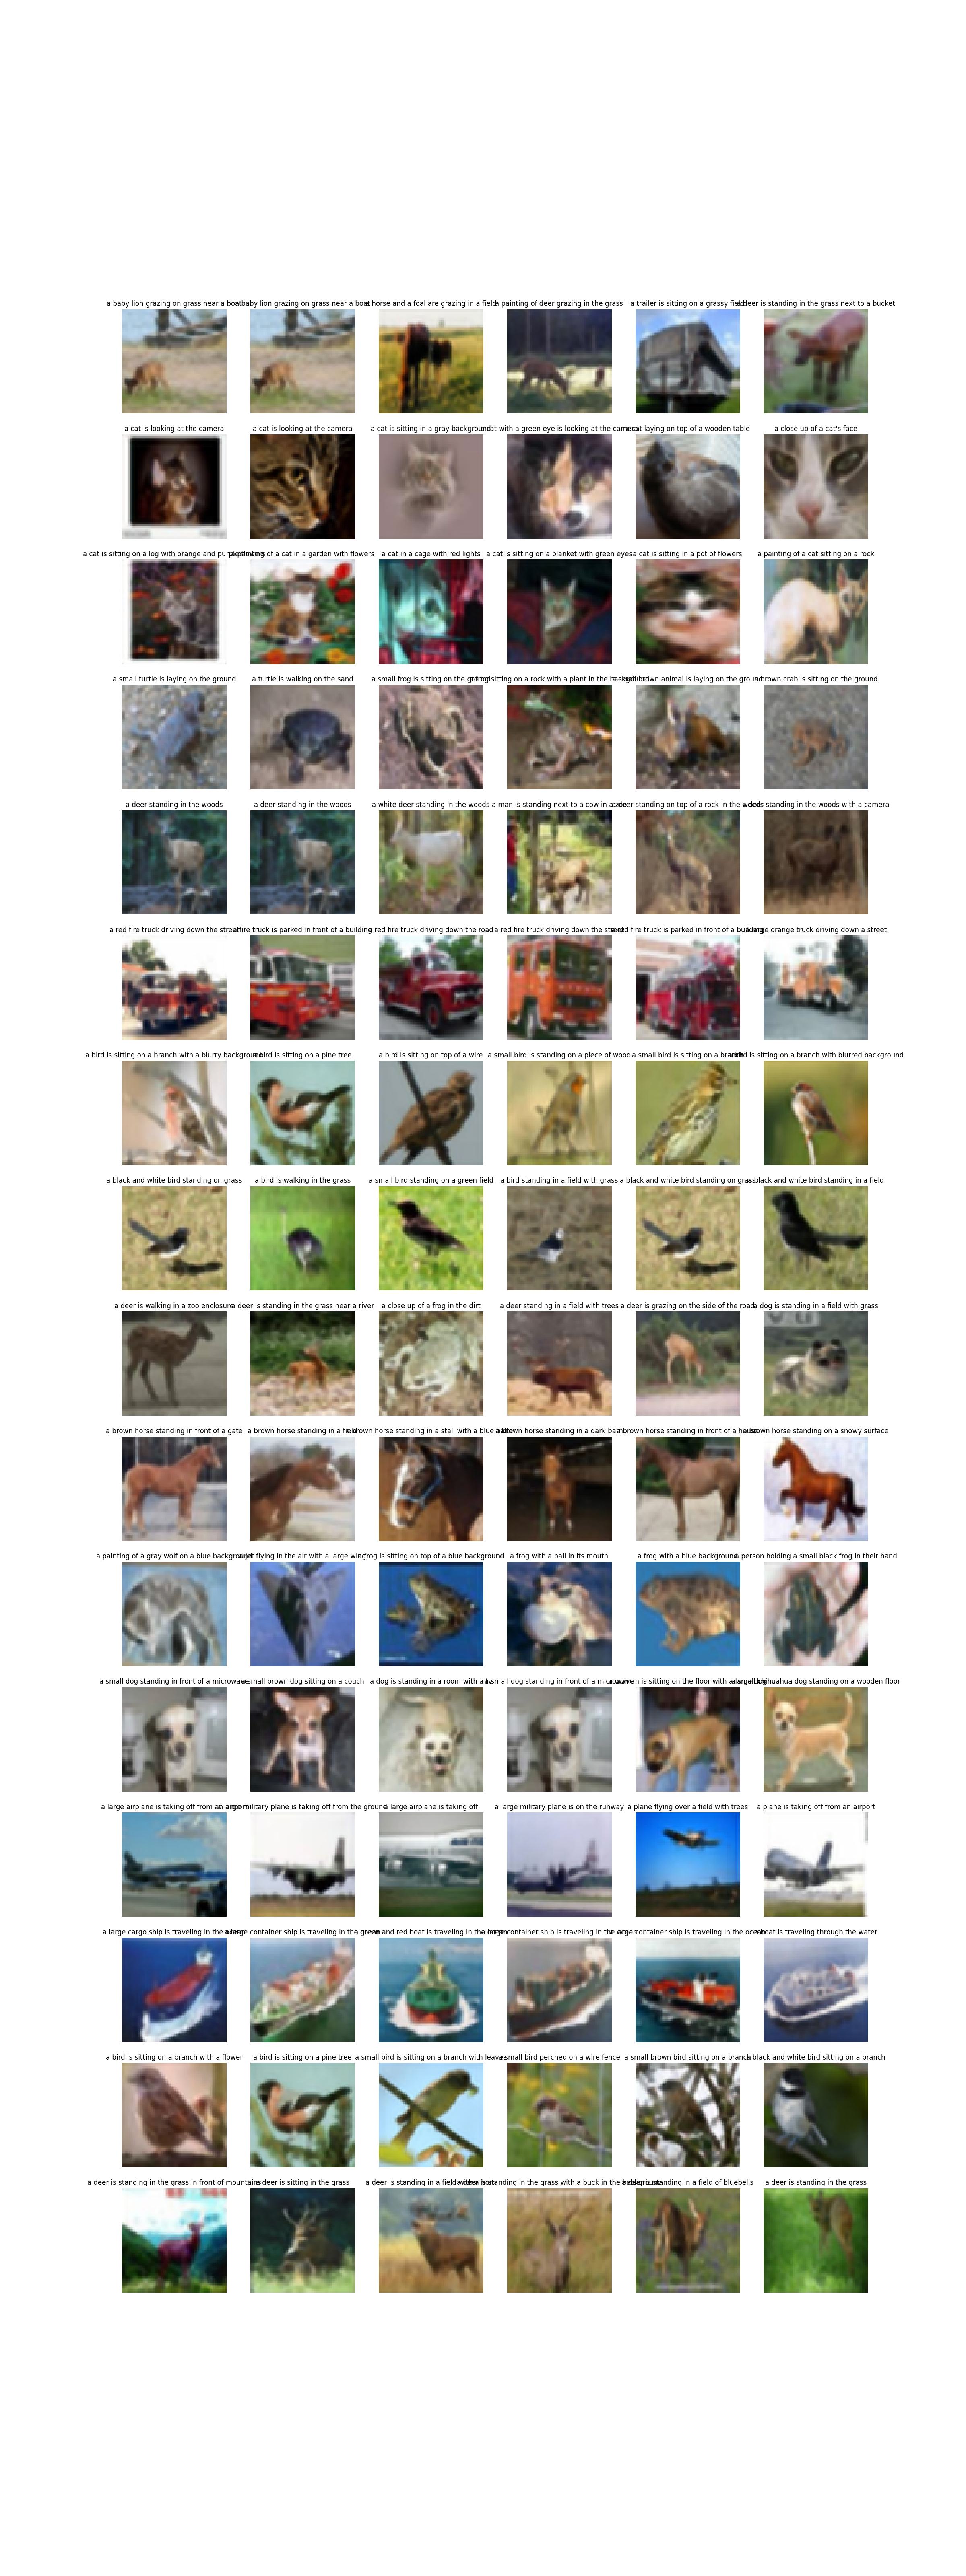 a baby lion grazing on grass near a boat
a baby lion grazing on grass near a boat
a horse and a foal are grazing in a field
a painting of deer grazing in the grass
a trailer is sitting on a grassy field
a deer is standing in the grass next to a bucket
a cat is looking at the camera
a cat is looking at the camera
a cat is sitting in a gray background
a cat with a green eye is looking at the camera
a cat laying on top of a wooden table
a close up of a cat's face
a cat is sitting on a log with orange and purple flowers
a painting of a cat in a garden with flowers
a cat in a cage with red lights
a cat is sitting on a blanket with green eyes
a cat is sitting in a pot of flowers
a painting of a cat sitting on a rock
a small turtle is laying on the ground
a turtle is walking on the sand
a small frog is sitting on the ground
a frog sitting on a rock with a plant in the background
a small brown animal is laying on the ground
a brown crab is sitting on the ground
a deer standing in the woods
a deer standing in the woods
a white deer standing in the woods
a man is standing next to a cow in a zoo
a deer standing on top of a rock in the woods
a deer standing in the woods with a camera
a red fire truck driving down the street
a fire truck is parked in front of a building
a red fire truck driving down the road
a red fire truck driving down the street
a red fire truck is parked in front of a building
a large orange truck driving down a street
a bird is sitting on a branch with a blurry background
a bird is sitting on a pine tree
a bird is sitting on top of a wire
a small bird is standing on a piece of wood
a small bird is sitting on a branch
a bird is sitting on a branch with blurred background
a black and white bird standing on grass
a bird is walking in the grass
a small bird standing on a green field
a bird standing in a field with grass
a black and white bird standing on grass
a black and white bird standing in a field
a deer is walking in a zoo enclosure
a deer is standing in the grass near a river
a close up of a frog in the dirt
a deer standing in a field with trees
a deer is grazing on the side of the road
a dog is standing in a field with grass
a brown horse standing in front of a gate
a brown horse standing in a field
a brown horse standing in a stall with a blue halter
a brown horse standing in a dark barn
a brown horse standing in front of a house
a brown horse standing on a snowy surface
a painting of a gray wolf on a blue background
a jet flying in the air with a large wing
a frog is sitting on top of a blue background
a frog with a ball in its mouth
a frog with a blue background
a person holding a small black frog in their hand
a small dog standing in front of a microwave
a small brown dog sitting on a couch
a dog is standing in a room with a tv
a small dog standing in front of a microwave
a woman is sitting on the floor with a large dog
a small chihuahua dog standing on a wooden floor
a large airplane is taking off from an airport
a large military plane is taking off from the ground
a large airplane is taking off
a large military plane is on the runway
a plane flying over a field with trees
a plane is taking off from an airport
a large cargo ship is traveling in the ocean
a large container ship is traveling in the ocean
a green and red boat is traveling in the ocean
a large container ship is traveling in the ocean
a large container ship is traveling in the ocean
a boat is traveling through the water
a bird is sitting on a branch with a flower
a bird is sitting on a pine tree
a small bird is sitting on a branch with leaves
a small bird perched on a wire fence
a small brown bird sitting on a branch
a black and white bird sitting on a branch
a deer is standing in the grass in front of mountains
a deer is sitting in the grass
a deer is standing in a field with a
a deer is standing in the grass with a buck in the background
a deer is standing in a field of bluebells
a deer is standing in the grass